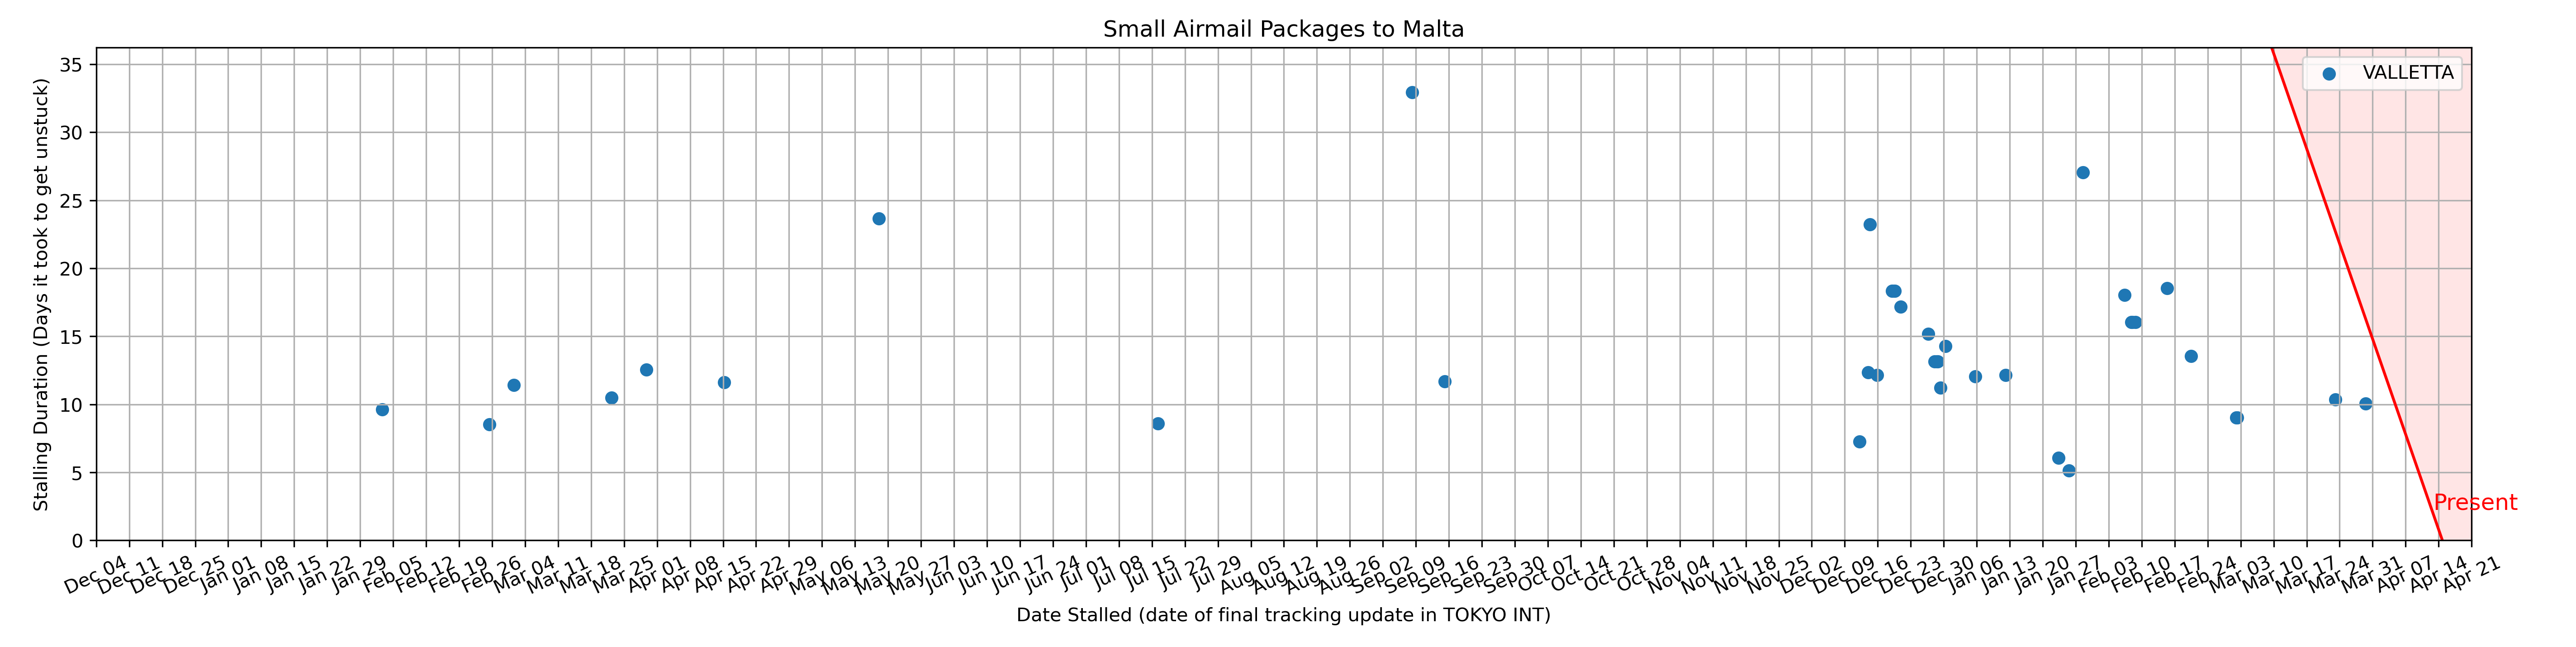 Small Airmail Packages to Malta
Stalling Duration (Days it took to get unstuck)
35
30
25
20
15
10
5
0
VALLETTA
Present
Dec 04 Dec 11 Dec 18 Dec 25 Jan 01 Jan 08 Jan 15 Jan 22 Jan 29 Feb 05 Feb 12 Feb 19 Feb 26 Mar 04 Mar 11 Mar 18 Mar 25 Apr 01 Apr 08 Apr 15 Apr 22 Apr 29 May 06 May 13 May 20 May 27 Jun 03 Jun 10 Jun 17 Jun 24 Jul 01 Jul 08 Jul 15 Jul 22 Jul 29 Aug 05 Aug 12 Aug 19 Aug 26 Sep 02 Sep 09 Sep 16 Sep 23 Sep 30 Oct 07 Oct 14 Oct 21 Oct 28 Nov 04 Nov 11 Nov 18 Nov 25 Dec 02 Dec 09 Dec 16 Dec 23 Dec 30 Jan 06 Jan 13 Jan 20 Jan 27 Feb 03 Feb 10 Feb 17 Feb 24 Mar 03 Mar 10 Mar 17 Mar 24 Mar 31 Apr 07 Apr 14 Apr 21
Date Stalled (date of final tracking update in TOKYO INT)